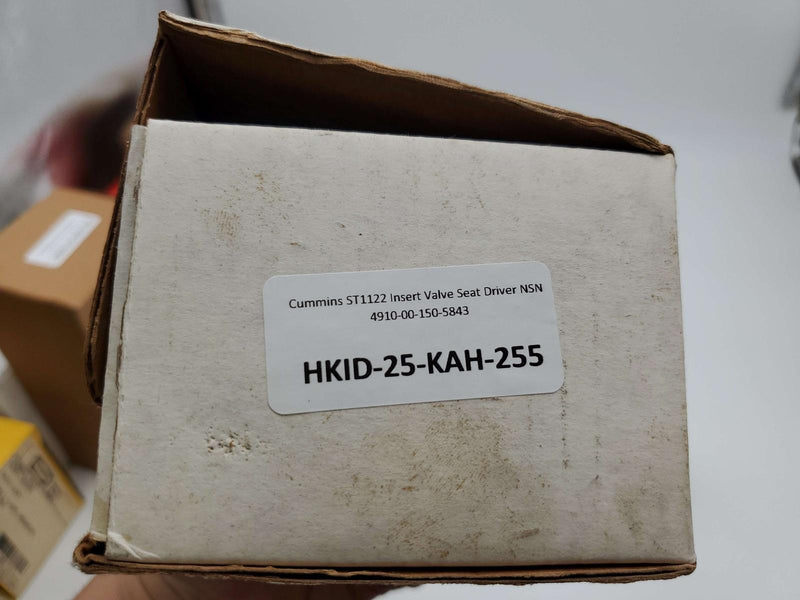 Cummins ST1122 Insert Valve Seat Driver NSN
4910-00-150-5843
HKID-25-KAH-255